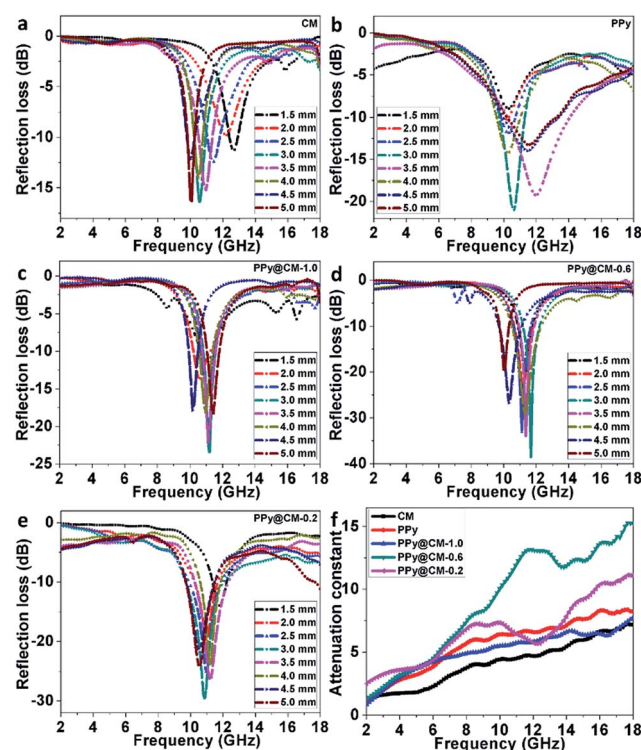 a
CM
0
-5
-10
-15
Reflection loss (dB)
1.5 mm
2.0 mm
2.5 mm
3.0 mm
3.5 mm
4.0 mm
4.5 mm
5.0 mm
2 4 6 8 10 12 14 16 18
Frequency (GHz)
b
PPy
0
-5
-10
-15
-20
Reflection loss (dB)
1.5 mm
2.0 mm
2.5 mm
3.0 mm
3.5 mm
4.0 mm
4.5 mm
5.0 mm
2 4 6 8 10 12 14 16 18
Frequency (GHz)
c
PPy@CM-1.0
0
-5
-10
-15
-20
-25
Reflection loss (dB)
1.5 mm
2.0 mm
2.5 mm
3.0 mm
3.5 mm
4.0 mm
4.5 mm
5.0 mm
2 4 6 8 10 12 14 16 18
Frequency (GHz)
d
PPy@CM-0.6
0
-10
-20
-30
-40
Reflection loss (dB)
1.5 mm
2.0 mm
2.5 mm
3.0 mm
3.5 mm
4.0 mm
4.5 mm
5.0 mm
2 4 6 8 10 12 14 16 18
Frequency (GHz)
e
PPy@CM-0.2
0
-10
-20
-30
Reflection loss (dB)
1.5 mm
2.0 mm
2.5 mm
3.0 mm
3.5 mm
4.0 mm
4.5 mm
5.0 mm
2 4 6 8 10 12 14 16 18
Frequency (GHz)
f
CM
PPy
PPy@CM-1.0
PPy@CM-0.6
PPy@CM-0.2
15
10
5
0
Attenuation constant
2 4 6 8 10 12 14 16 18
Frequency (GHz)